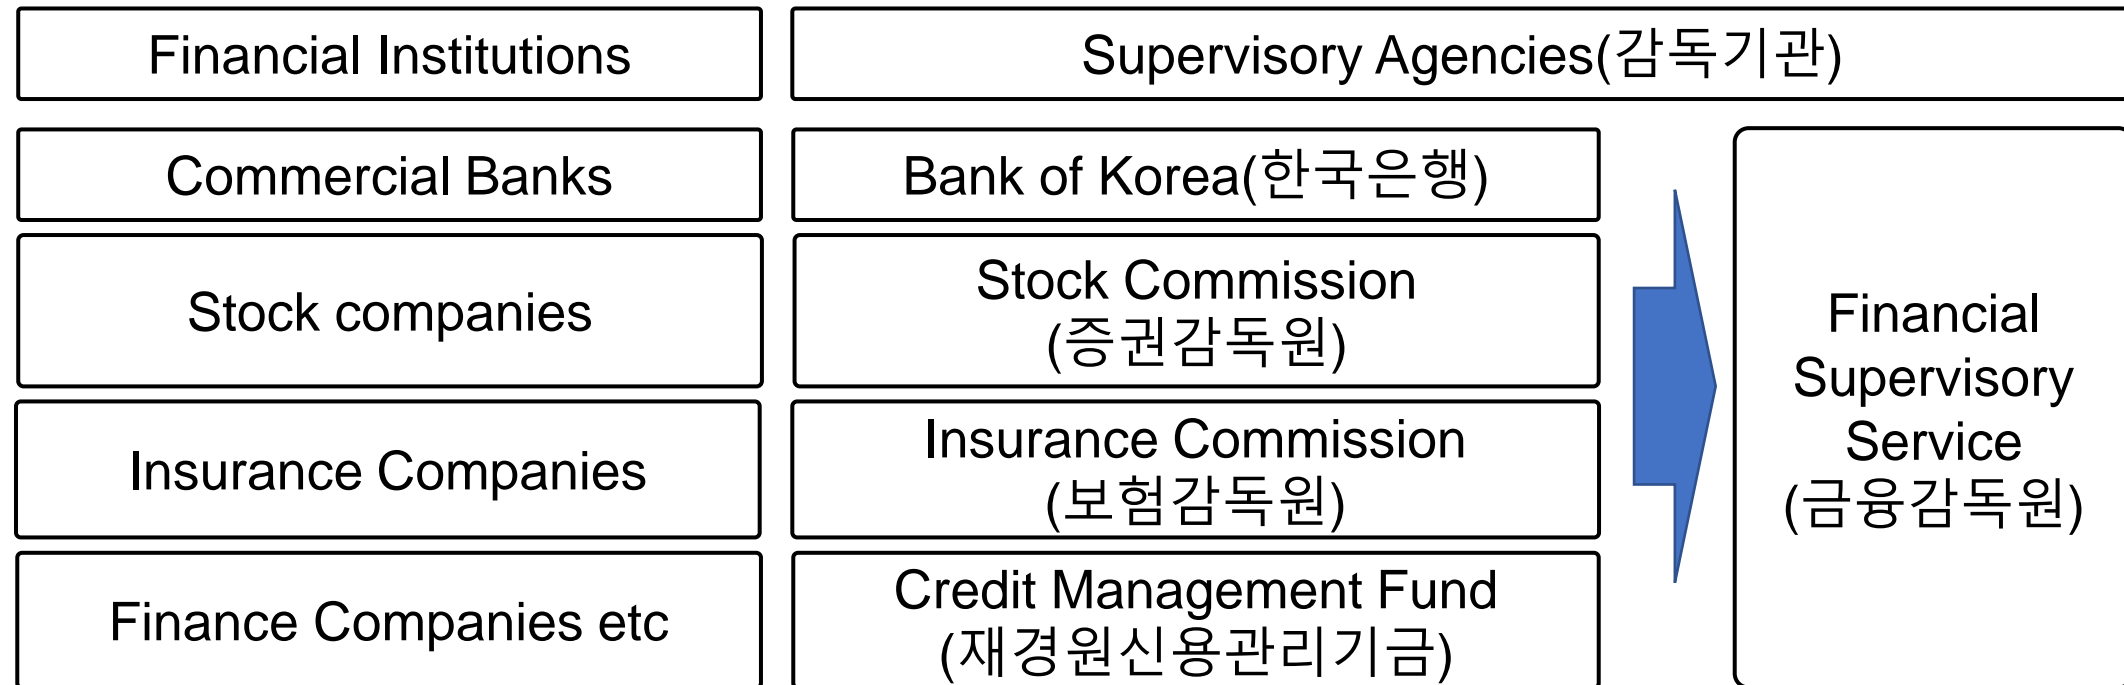 Financial Institutions
Supervisory Agencies(감독기관)
Commercial Banks
Bank of Korea(한국은행)
Stock companies
Stock Commission
(증권감독원)
Insurance Companies
Insurance Commission
(보험감독원)
Finance Companies etc
Credit Management Fund
(재경원신용관리기금)
Financial
Supervisory
Service
(금융감독원)